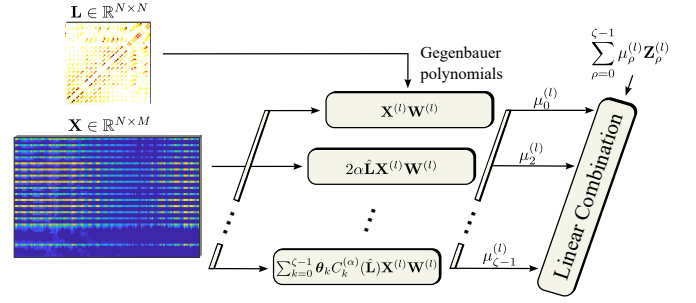 L ∈ ℝ^{N×N}
Gegenbauer
polynomials
∑_{ρ=0}^{ζ−1} μ_ρ^{(l)} Z_ρ^{(l)}
X ∈ ℝ^{N×M}
X^{(l)}W^{(l)}
μ_0^{(l)}
2αL̂X^{(l)}W^{(l)}
μ_2^{(l)}
∑_{k=0}^{ζ−1} θ_k C_k^{(α)}(L̂)X^{(l)}W^{(l)}
μ_{ζ−1}^{(l)}
Linear Combination